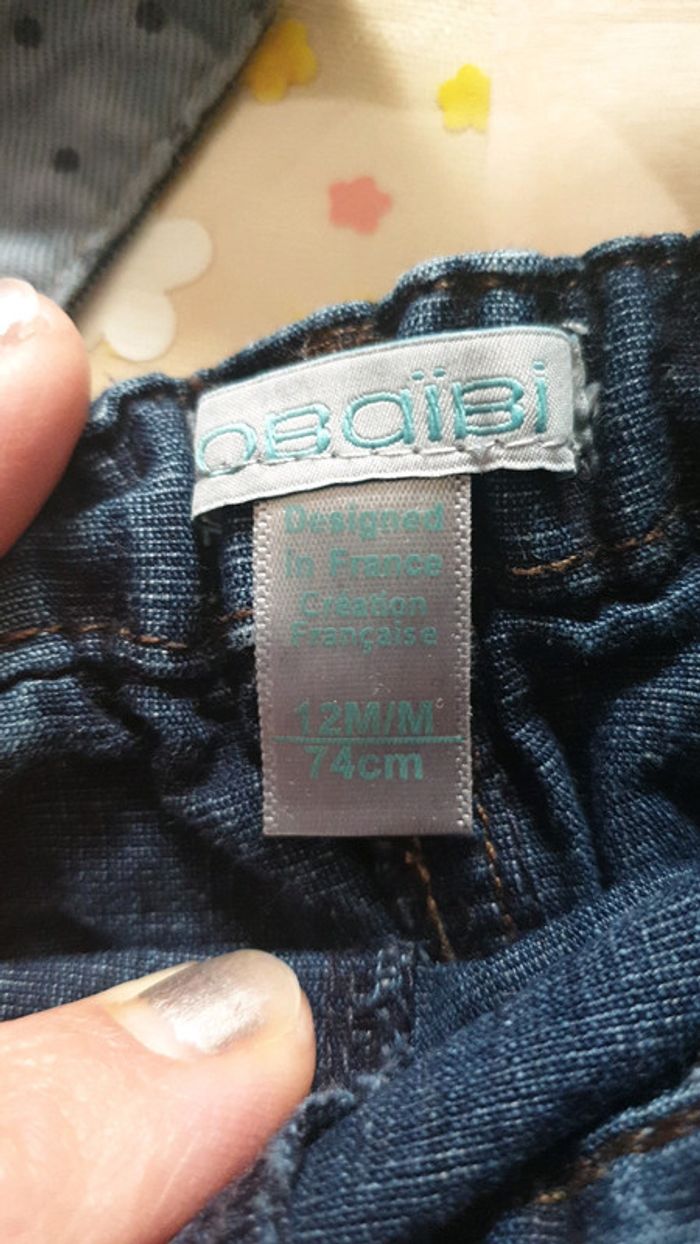 OBAÏBI
Designed
in France
Création
Française
12M/M
74cm